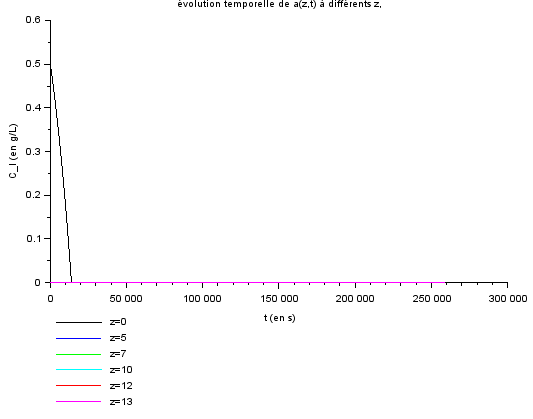 évolution temporelle de a(z,t) à différents z,
0.6
0.5
0.4
0.3
0.2
0.1
0
C_l (en g/L)
0 50 000 100 000 150 000 200 000 250 000 300 000
t (en s)
z=0
z=5
z=7
z=10
z=12
z=13